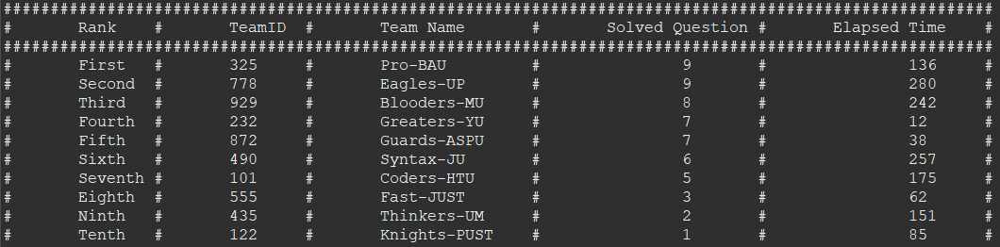 #########################################################################################################
# Rank # TeamID # Team Name # Solved Question # Elapsed Time #
#########################################################################################################
# First # 325 # Pro-BAU # 9 # 136 #
# Second # 778 # Eagles-UP # 9 # 280 #
# Third # 929 # Blooders-MU # 8 # 242 #
# Fourth # 232 # Greaters-YU # 7 # 12 #
# Fifth # 872 # Guards-ASPU # 7 # 38 #
# Sixth # 490 # Syntax-JU # 6 # 257 #
# Seventh # 101 # Coders-HTU # 5 # 175 #
# Eighth # 555 # Fast-JUST # 3 # 62 #
# Ninth # 435 # Thinkers-UM # 2 # 151 #
# Tenth # 122 # Knights-PUST # 1 # 85 #